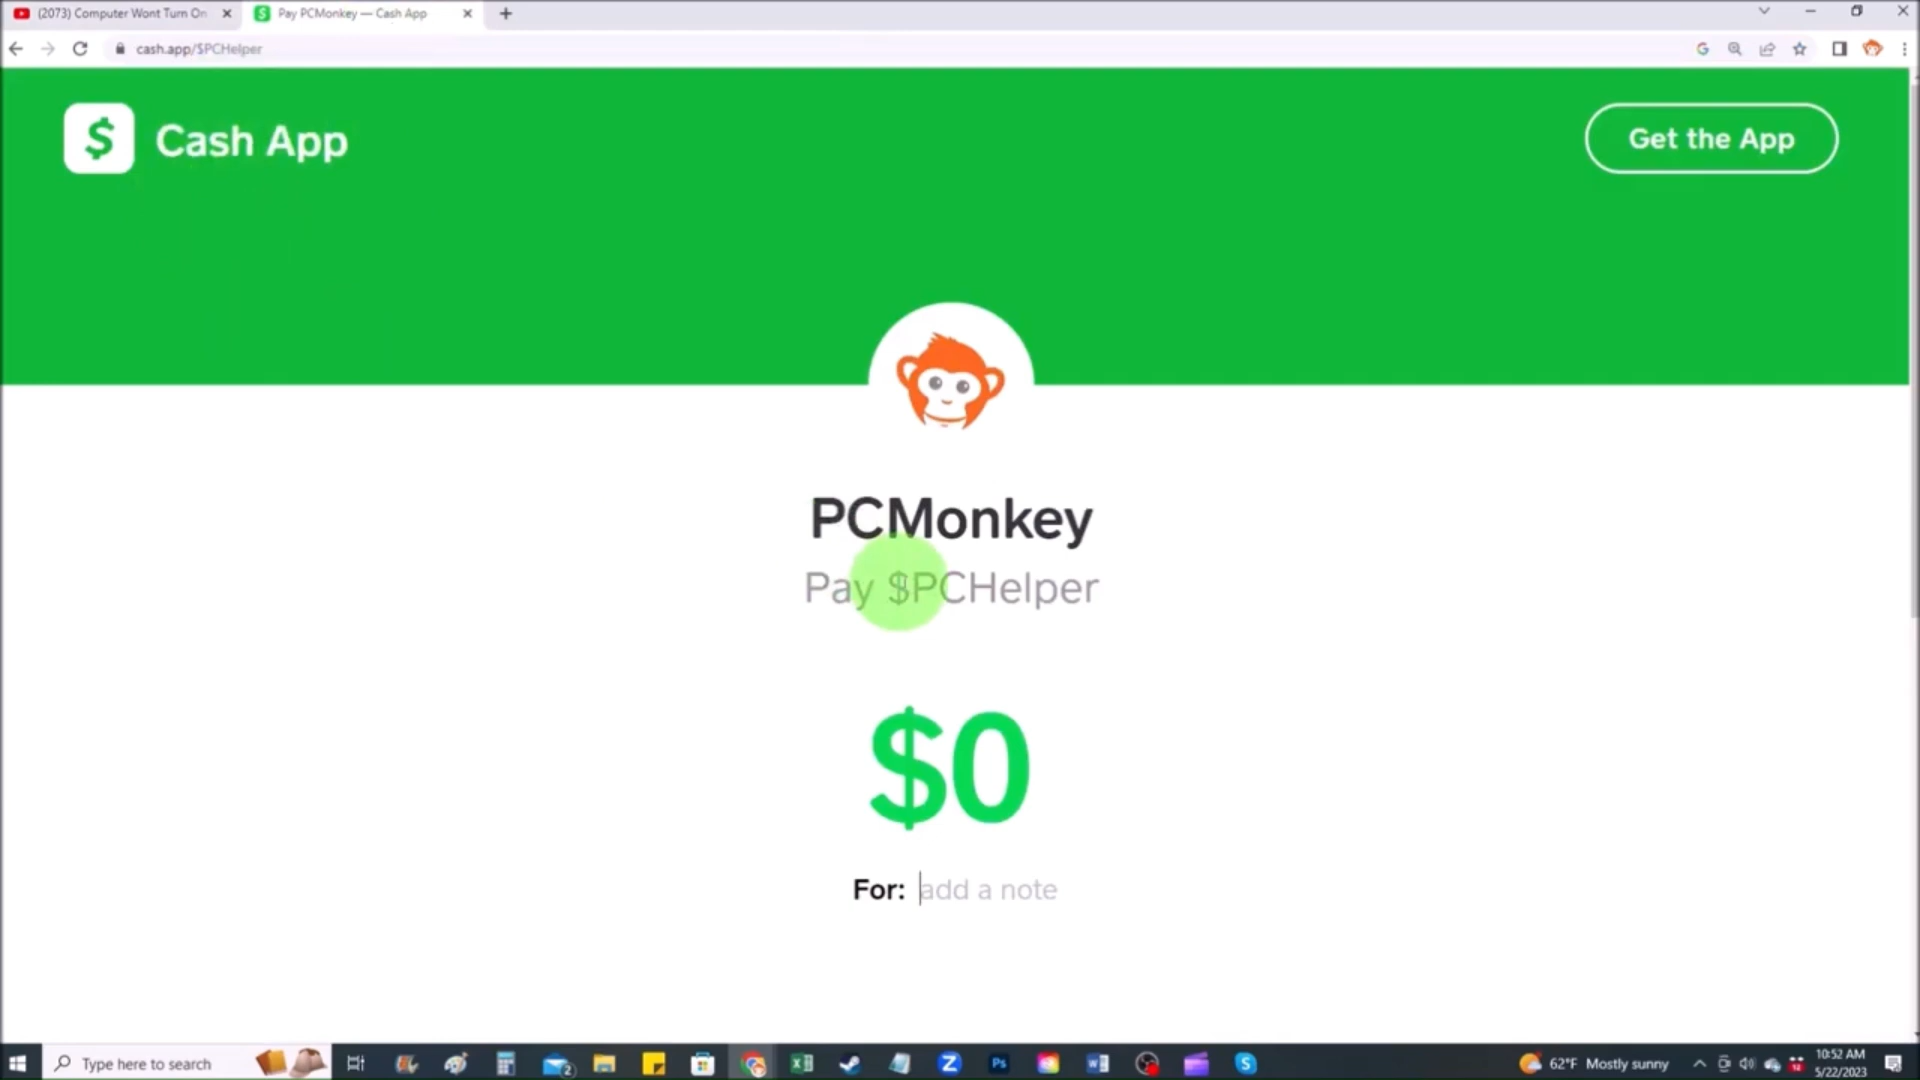 (2073) Computer Wont Turn On
Pay PCMonkey — Cash App
cash.app/$PCHelper
$ Cash App
Get the App
PCMonkey
Pay $PCHelper
$0
For: add a note
Type here to search
62°F Mostly sunny
10:52 AM
5/22/2023